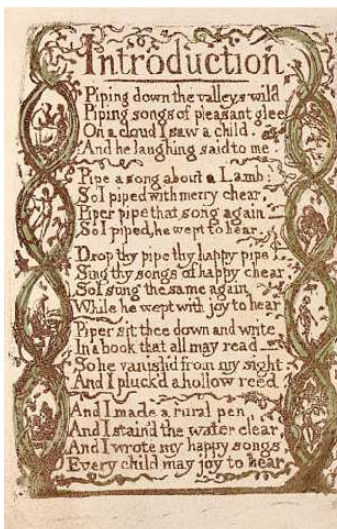 Introduction
Piping down the valleys wild
Piping songs of pleasant glee
On a cloud I saw a child.
And he laughing said to me.
Pipe a song about a Lamb:
So I piped with merry chear,
Piper pipe that song again—
So I piped, he wept to hear.
Drop thy pipe thy happy pipe
Sing thy songs of happy chear,
So I sung the same again
While he wept with joy to hear
Piper sit thee down and write
In a book that all may read—
So he vanish'd from my sight.
And I pluck'd a hollow reed.
And I made a rural pen,
And I stain'd the water clear,
And I wrote my happy songs
Every child may joy to hear